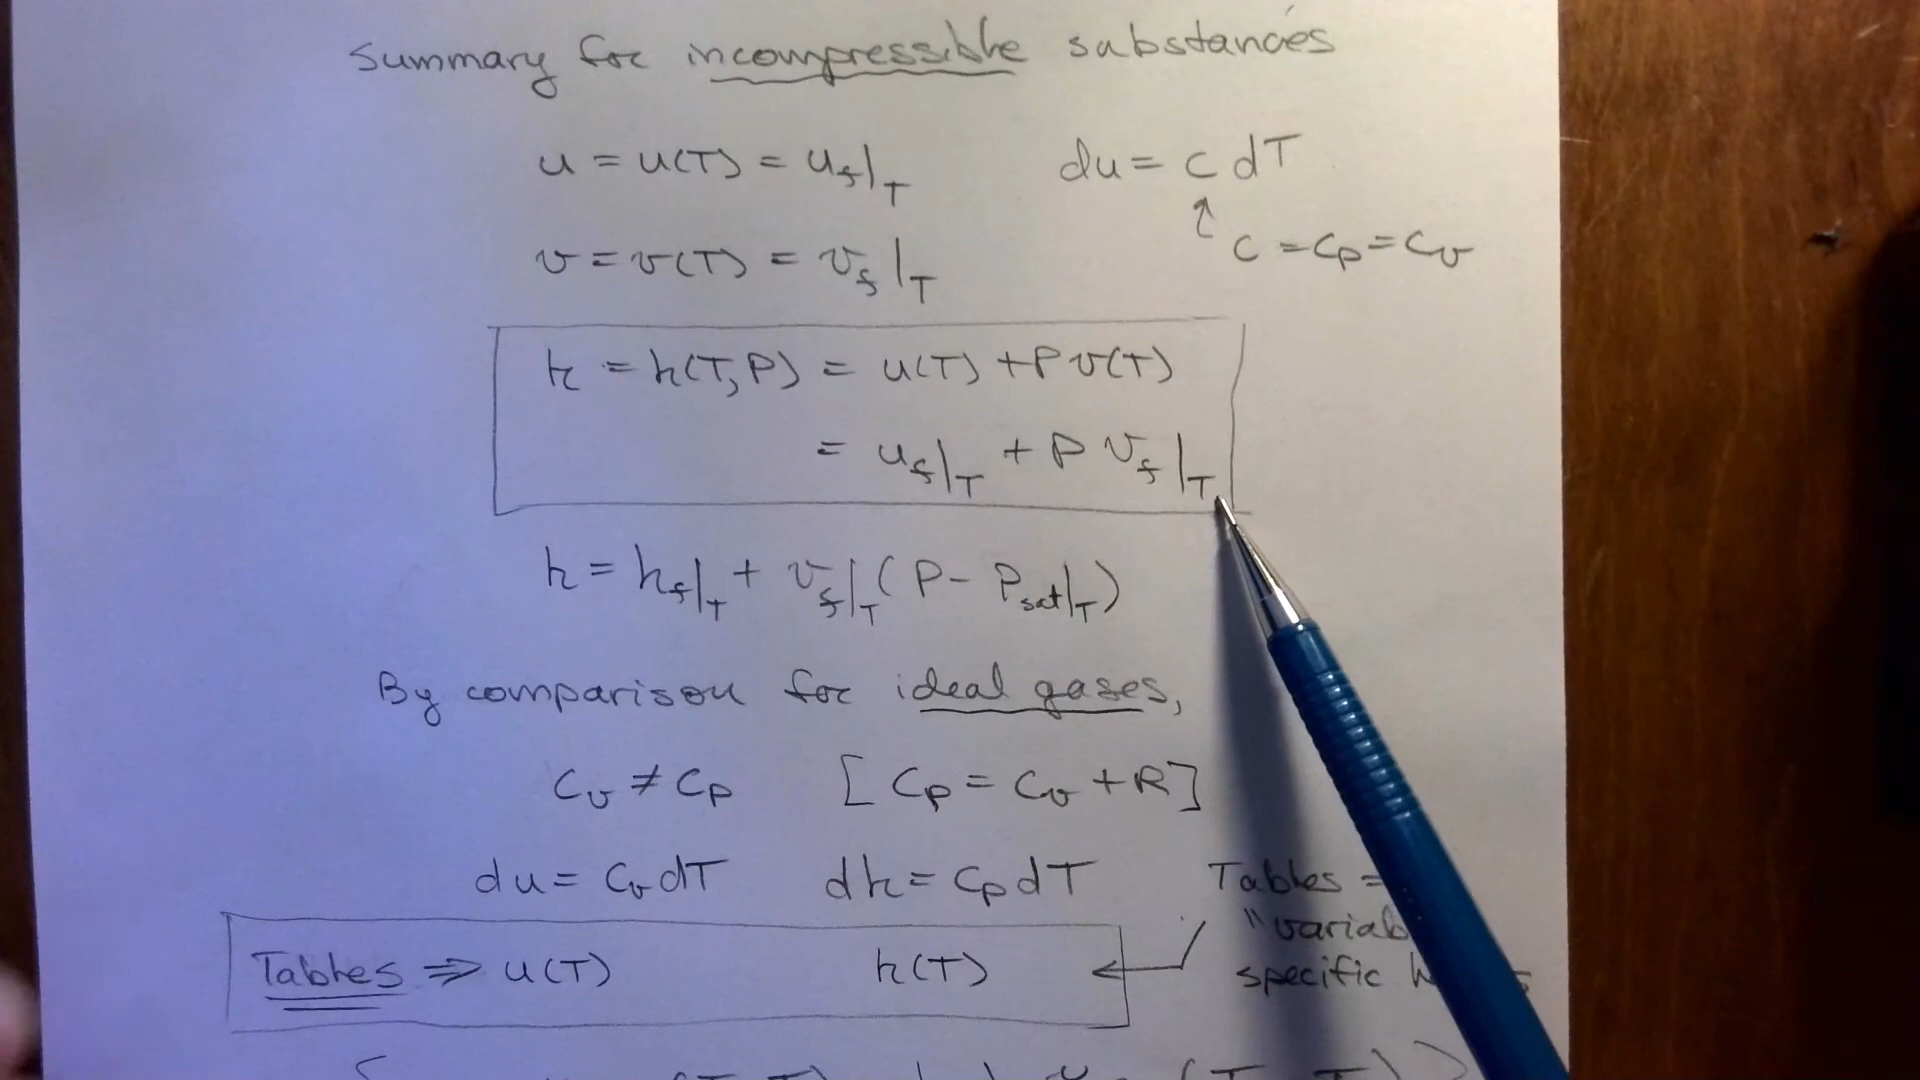 Summary for incompressible substances
u = u(T) = u_f|_T    du = c dT
↑ c = c_p = c_v
v = v(T) = v_f|_T
h = h(T,P) = u(T) + P v(T)
= u_f|_T + P v_f|_T
h = h_f|_T + v_f|_T (P - P_sat|_T)
By comparison for ideal gases,
c_v ≠ c_p    [c_p = c_v + R]
du = c_v dT    dh = c_p dT    Tables =
"variab
Tables ⇒ u(T)    h(T)    ← specific